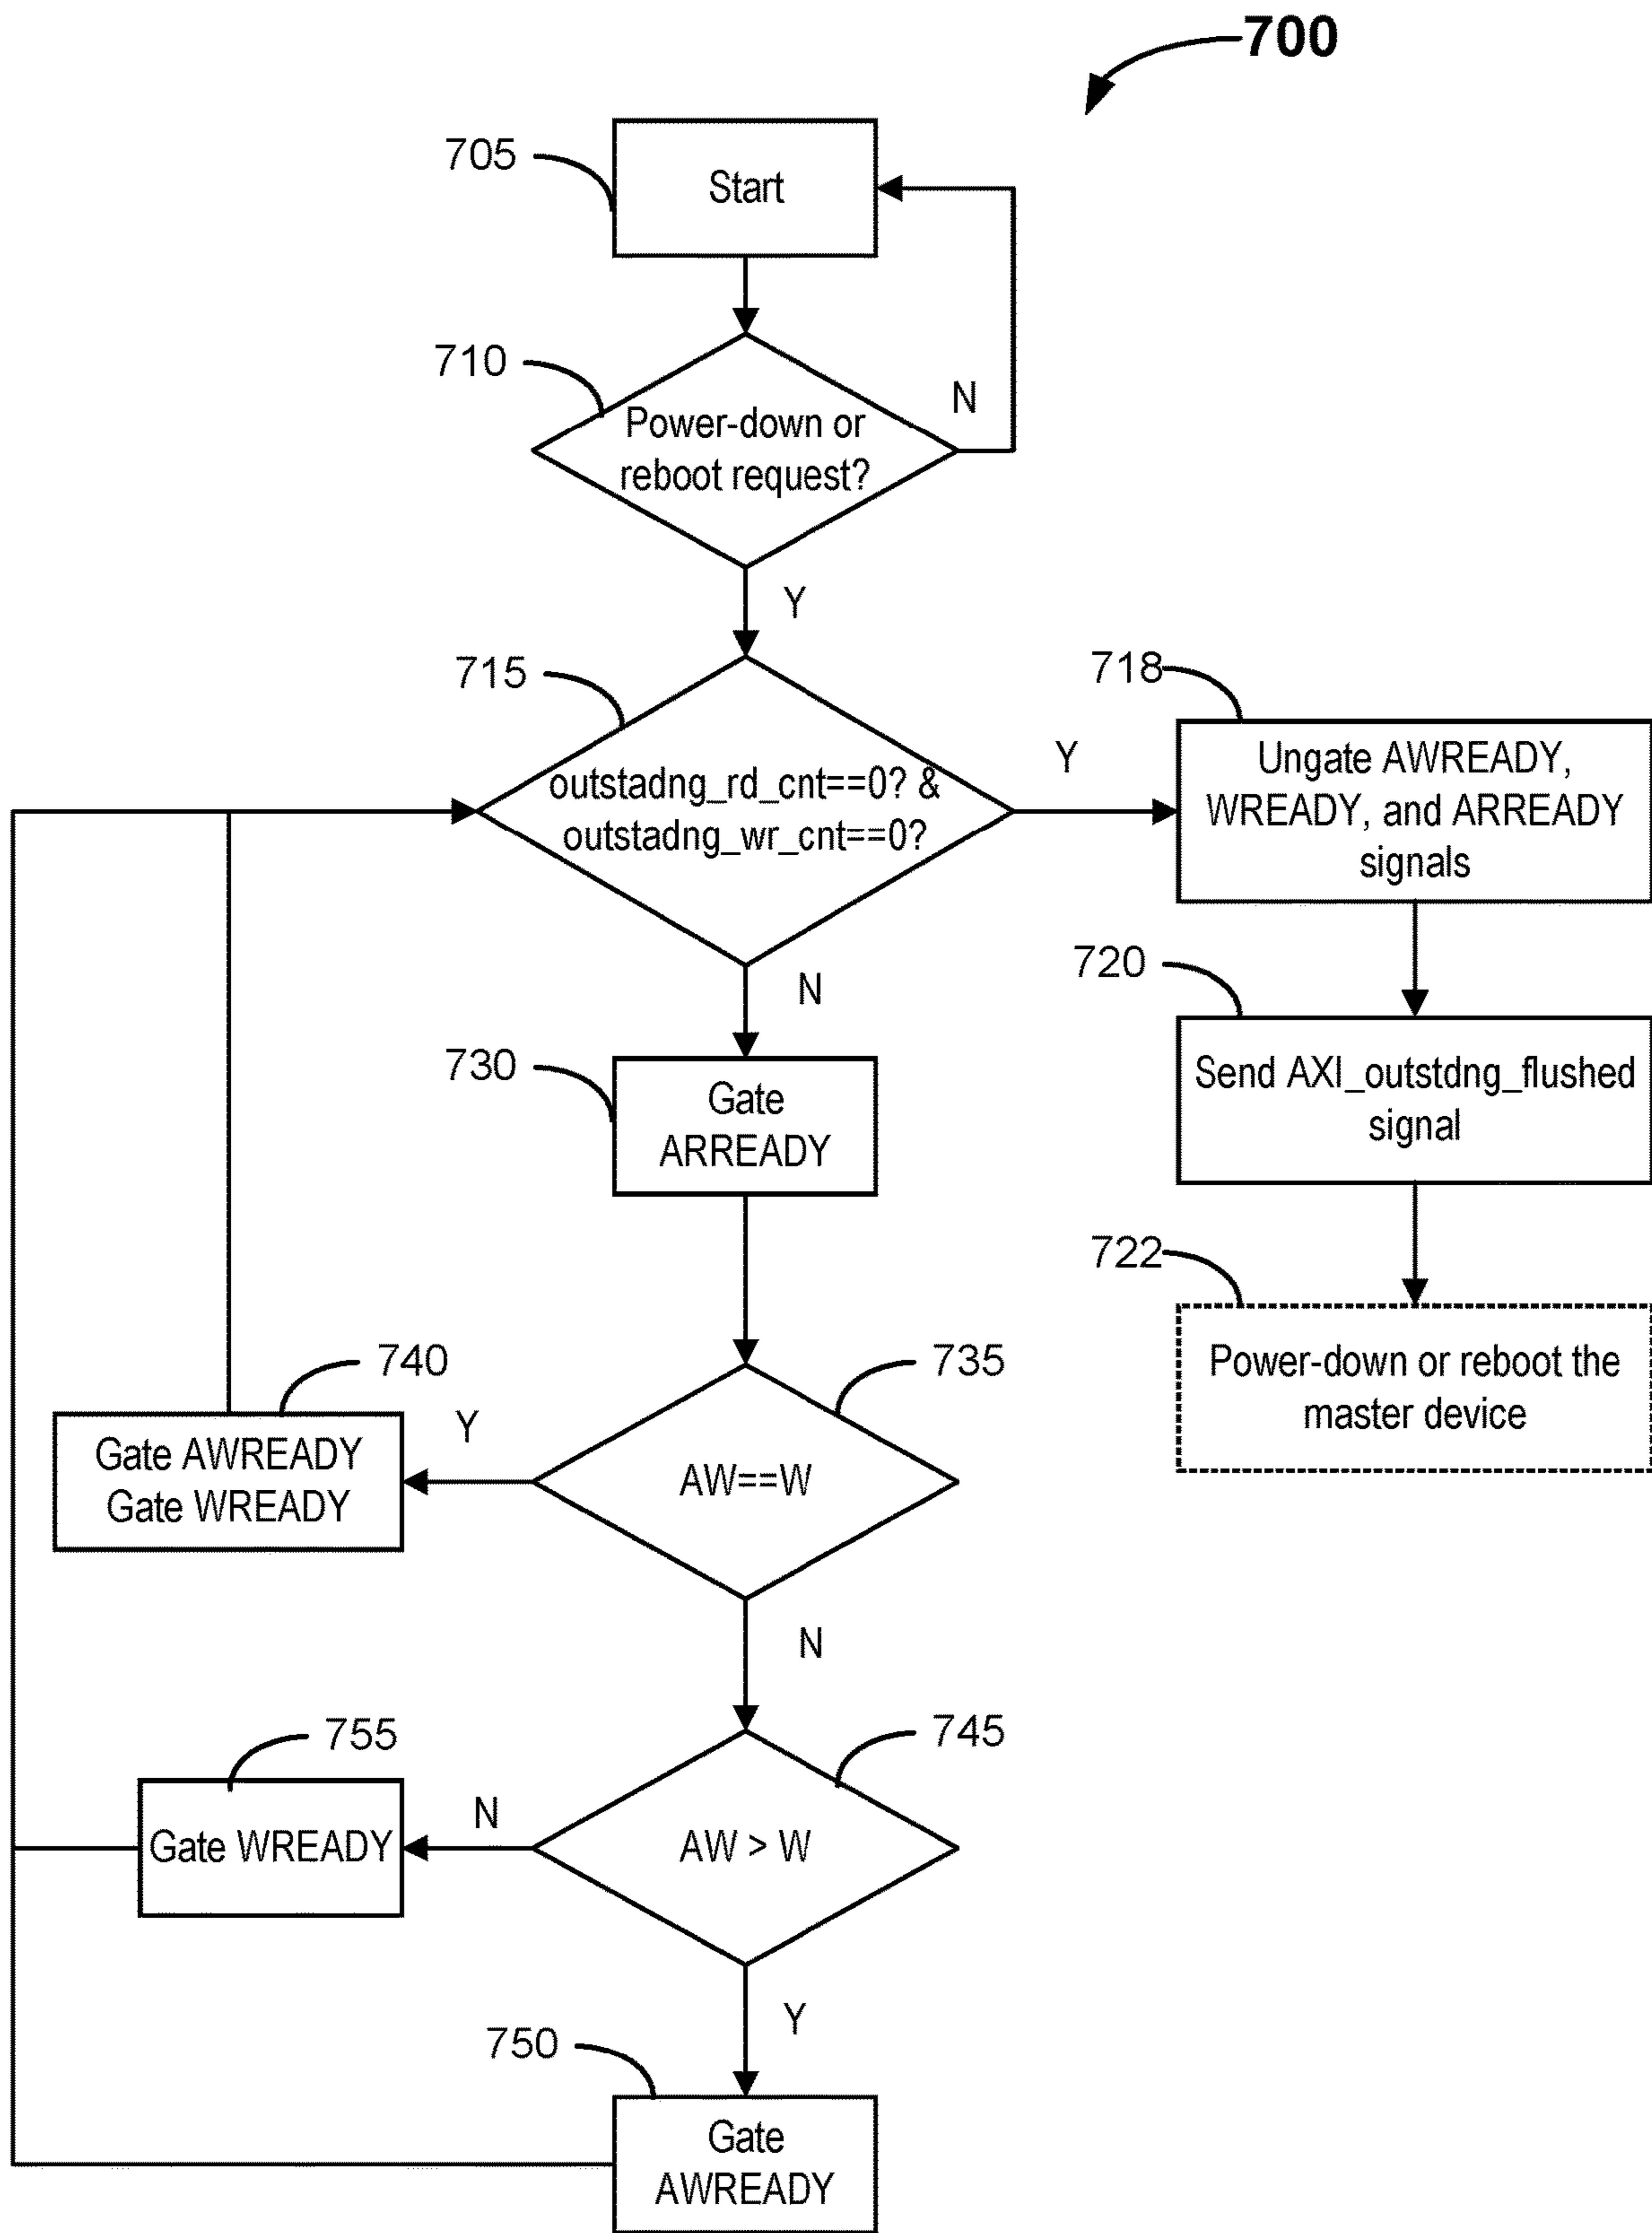 700
705
Start
710
Power-down or
reboot request?
N
Y
715
outstadng_rd_cnt==0? &
outstadng_wr_cnt==0?
Y
718
Ungate AWREADY,
WREADY, and ARREADY
signals
N
720
Send AXI_outstdng_flushed
signal
730
Gate
ARREADY
722
Power-down or reboot the
master device
735
AW==W
Y
740
Gate AWREADY
Gate WREADY
N
745
AW > W
N
755
Gate WREADY
Y
750
Gate
AWREADY